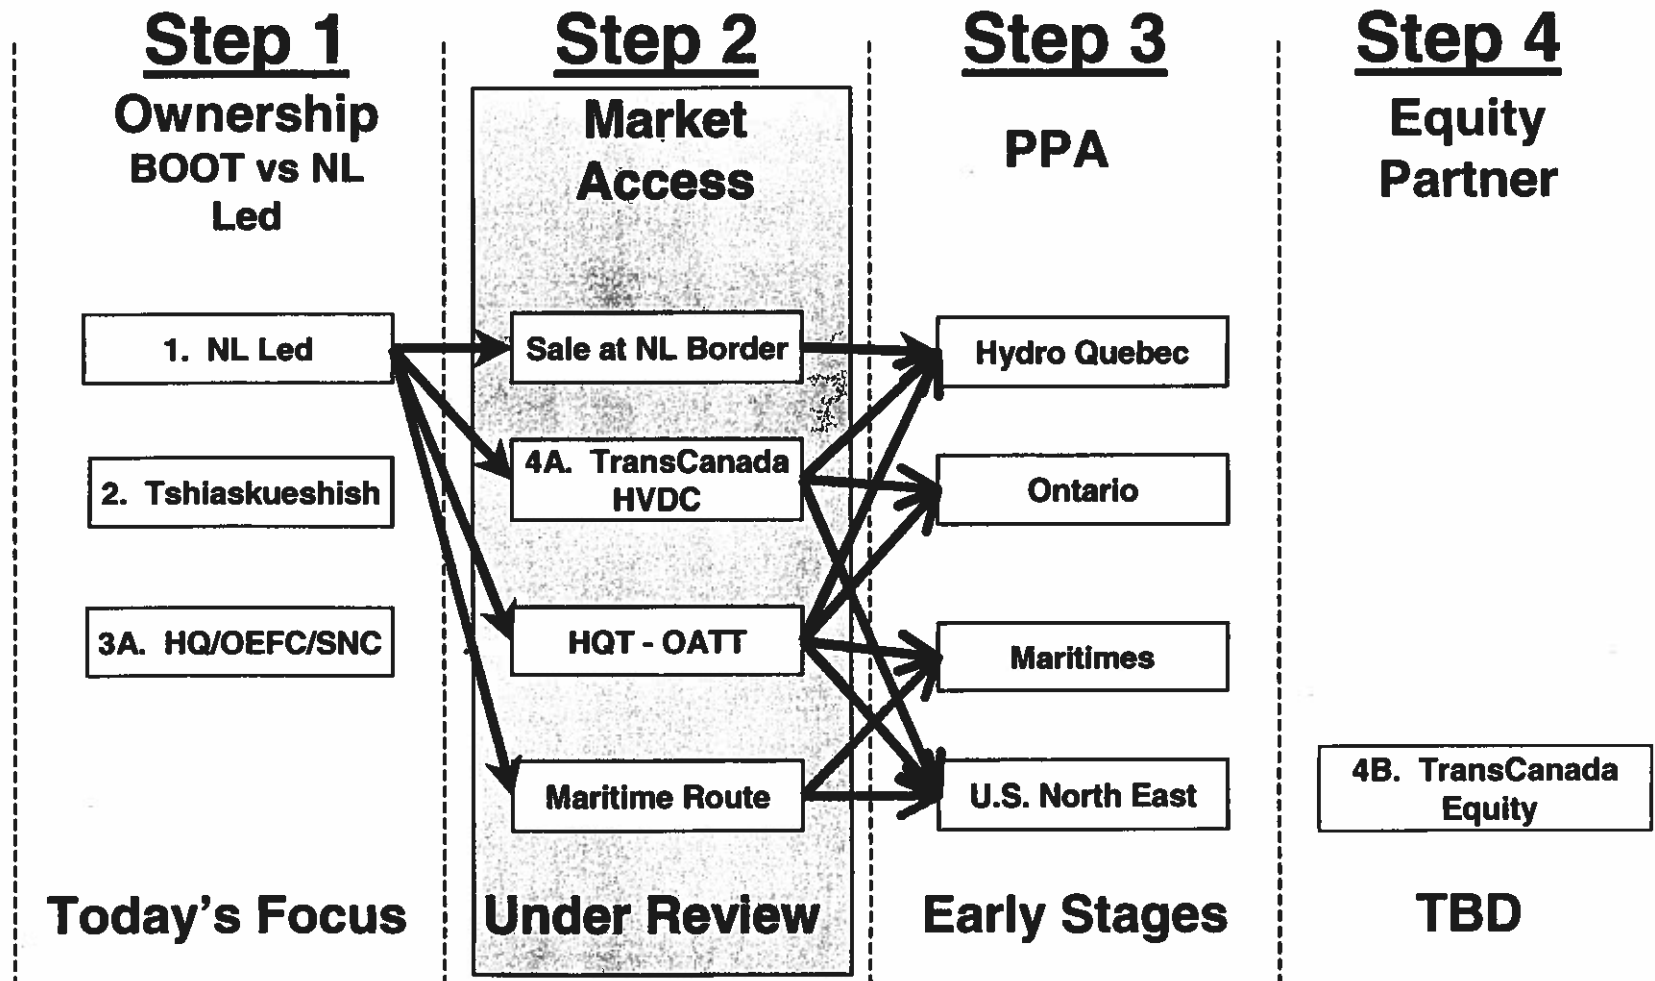 Step 1
Ownership
BOOT vs NL
Led
1. NL Led
2. Tshiaskueshish
3A. HQ/OEFC/SNC
Today's Focus
Step 2
Market
Access
Sale at NL Border
4A. TransCanada
HVDC
HQT - OATT
Maritime Route
Under Review
Step 3
PPA
Hydro Quebec
Ontario
Maritimes
U.S. North East
Early Stages
Step 4
Equity
Partner
4B. TransCanada
Equity
TBD